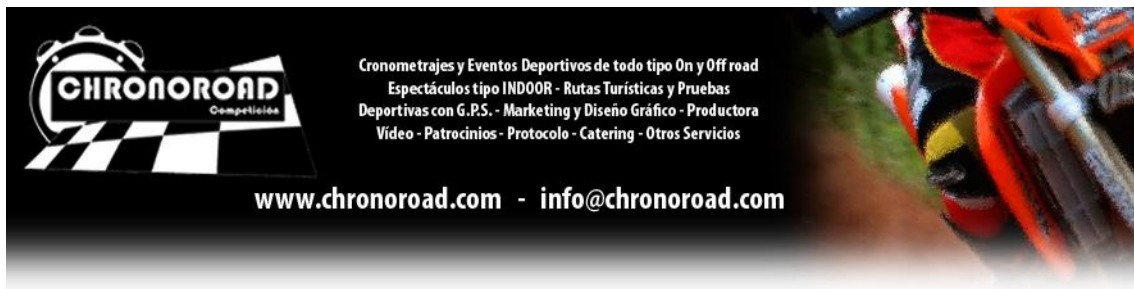 CHRONOROAD
Competición
Cronometrajes y Eventos Deportivos de todo tipo On y Off road
Espectáculos tipo INDOOR - Rutas Turísticas y Pruebas
Deportivas con G.P.S. - Marketing y Diseño Gráfico - Productora
Vídeo - Patrocinios - Protocolo - Catering - Otros Servicios
www.chronoroad.com - info@chronoroad.com